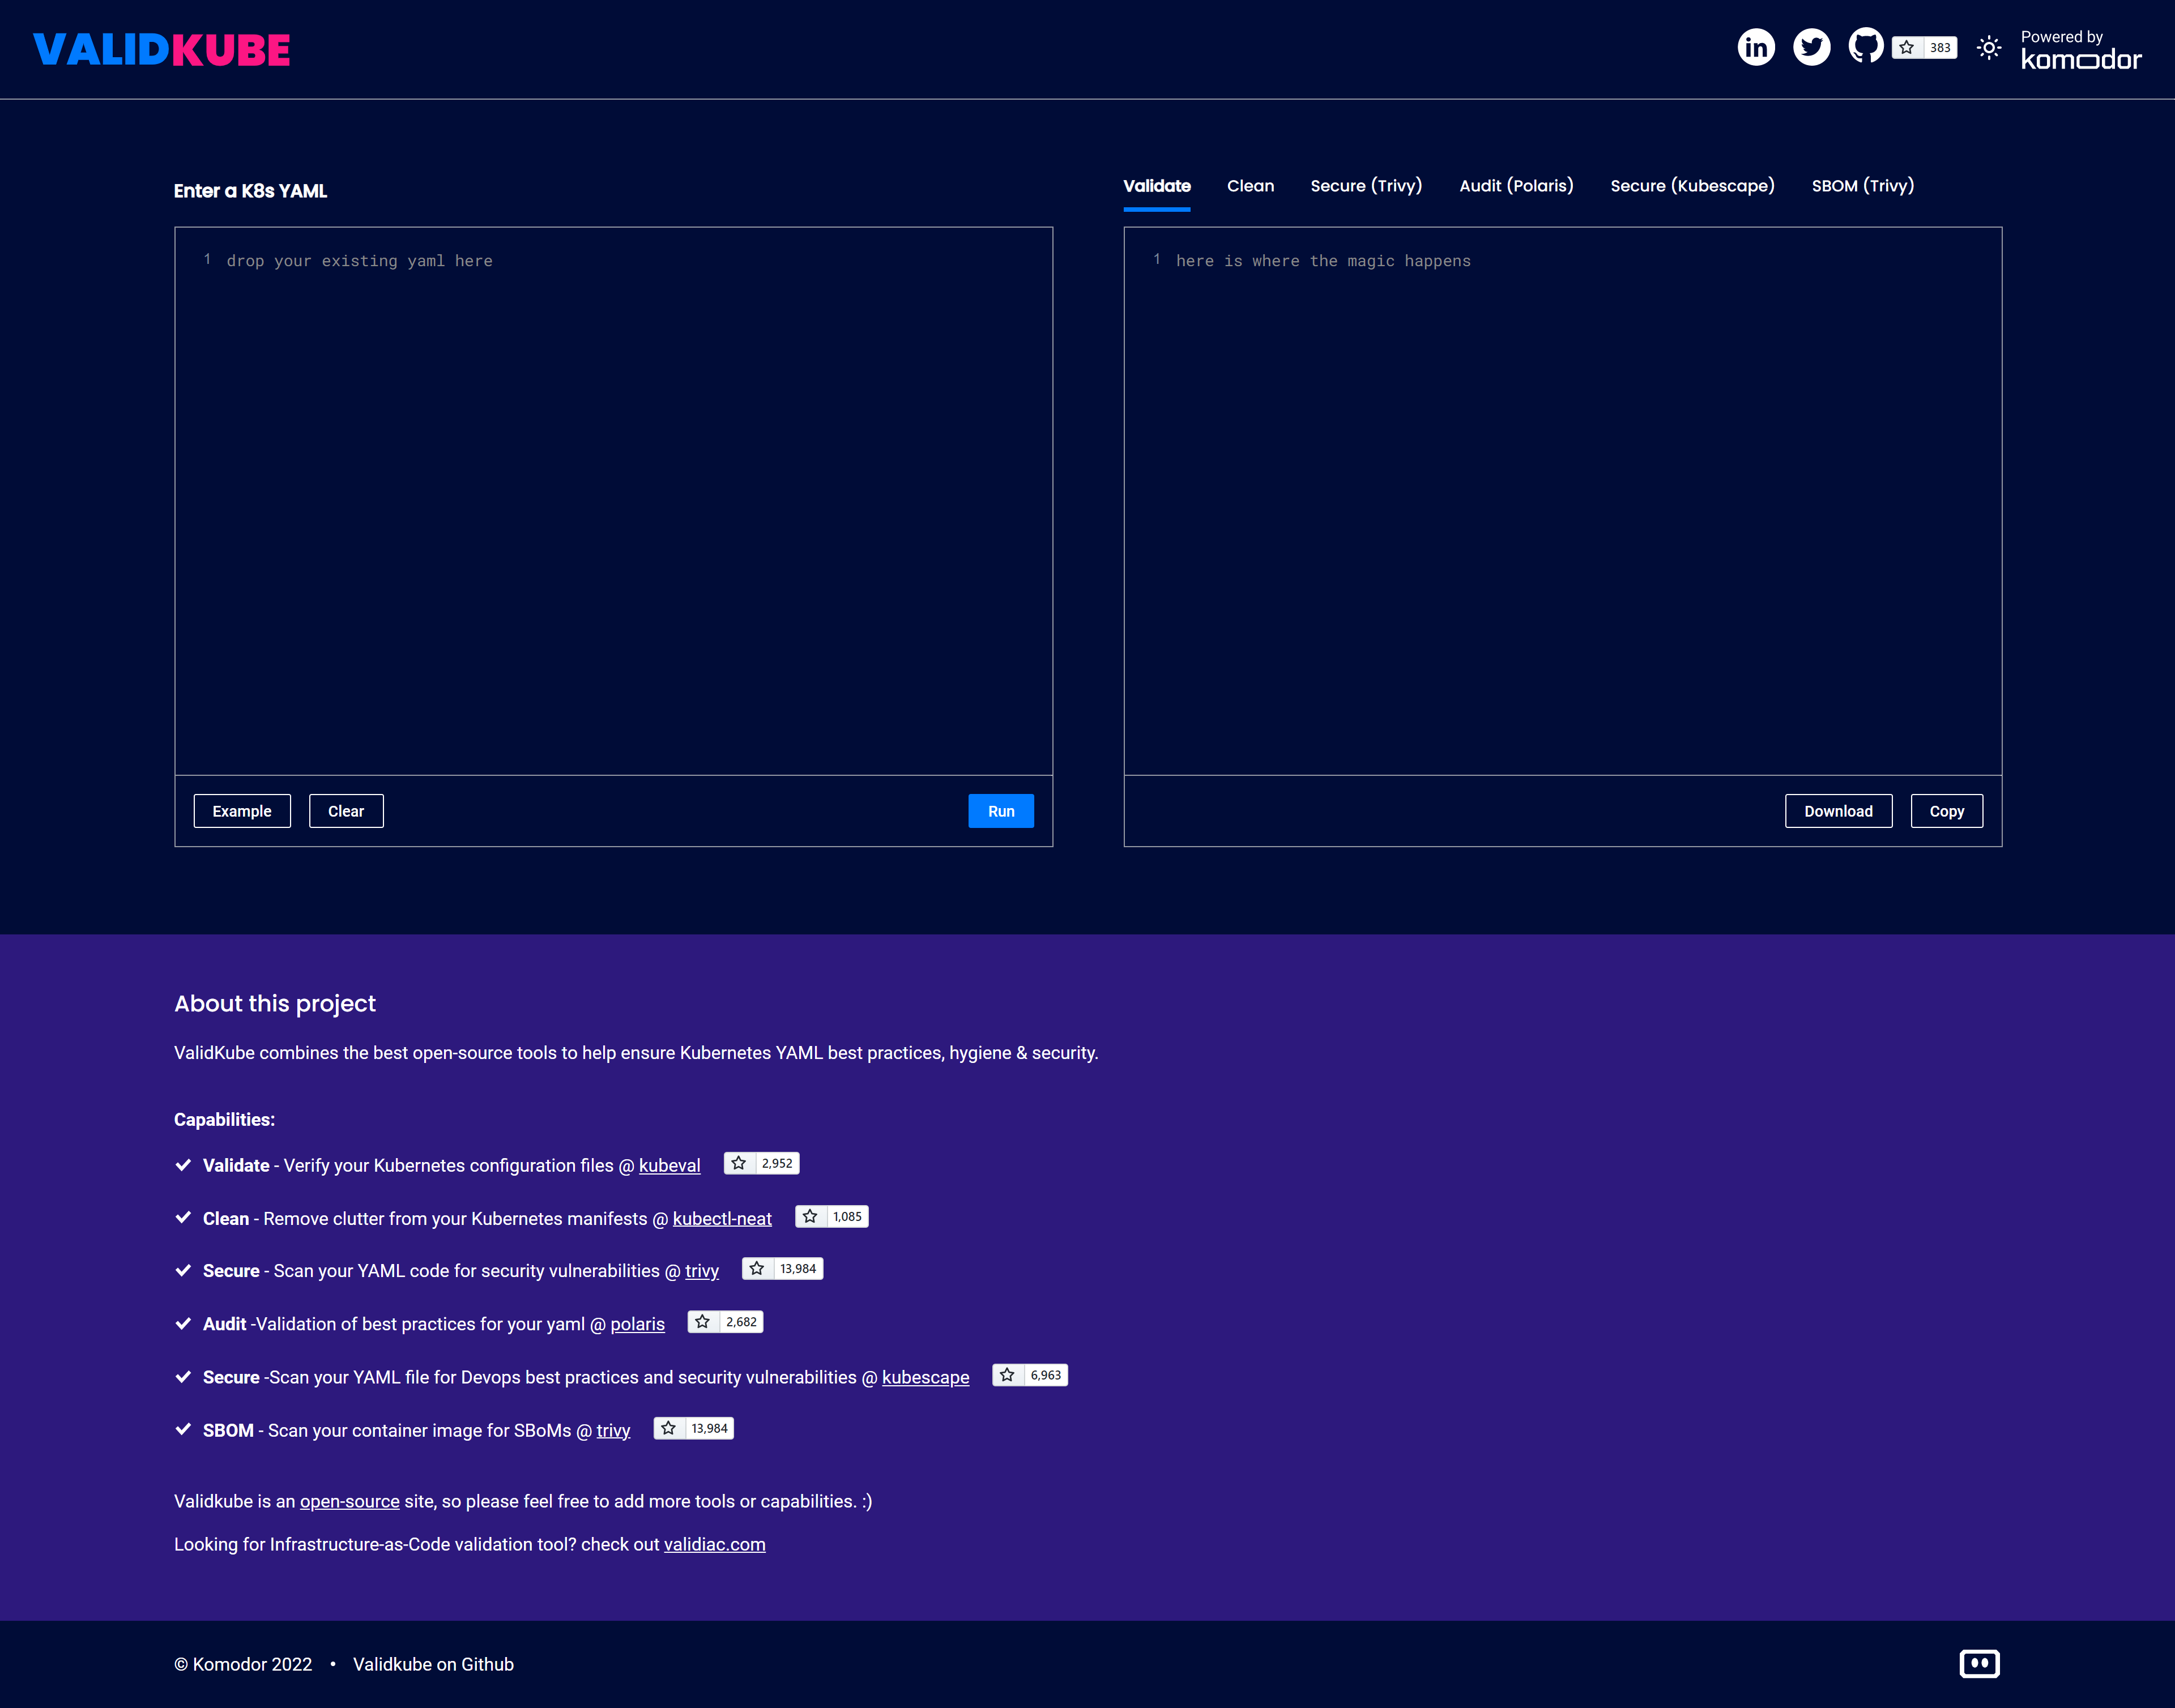 VALIDKUBE
383
Powered by
komodor
Enter a K8s YAML
Validate Clean Secure (Trivy) Audit (Polaris) Secure (Kubescape) SBOM (Trivy)
1 drop your existing yaml here
1 here is where the magic happens
Example Clear Run
Download Copy
About this project
ValidKube combines the best open-source tools to help ensure Kubernetes YAML best practices, hygiene & security.
Capabilities:
Validate - Verify your Kubernetes configuration files @ kubeval 2,952
Clean - Remove clutter from your Kubernetes manifests @ kubectl-neat 1,085
Secure - Scan your YAML code for security vulnerabilities @ trivy 13,984
Audit -Validation of best practices for your yaml @ polaris 2,682
Secure -Scan your YAML file for Devops best practices and security vulnerabilities @ kubescape 6,963
SBOM - Scan your container image for SBoMs @ trivy 13,984
Validkube is an open-source site, so please feel free to add more tools or capabilities. :)
Looking for Infrastructure-as-Code validation tool? check out validiac.com
© Komodor 2022 • Validkube on Github